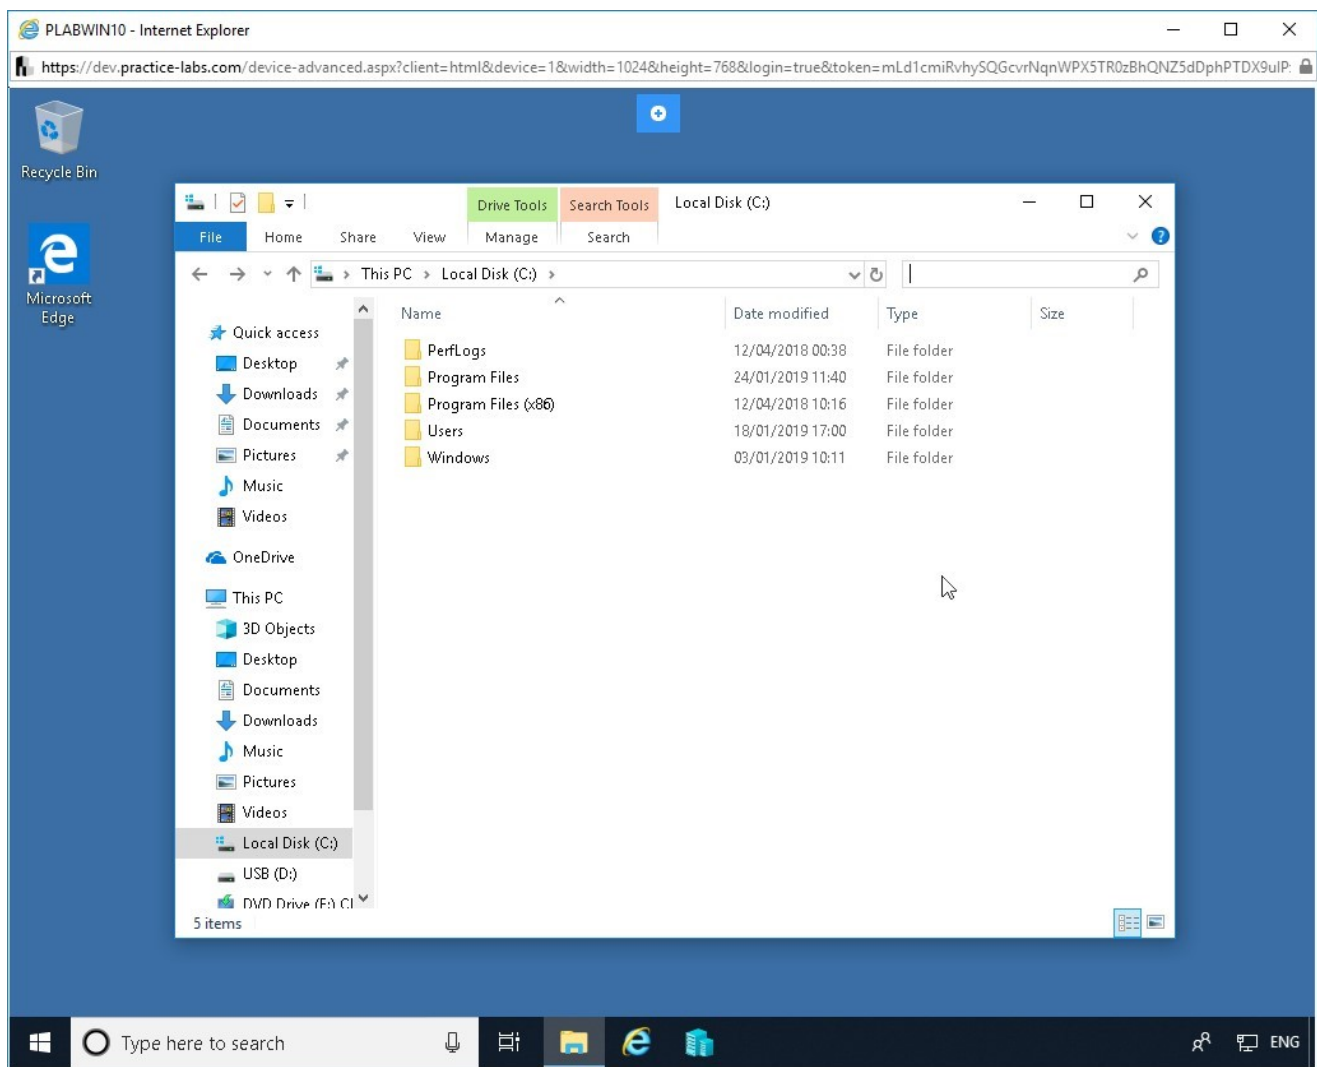 PLABWIN10 - Internet Explorer
https://dev.practice-labs.com/device-advanced.aspx?client=html&device=1&width=1024&height=768&login=true&token=mLd1cmiRvhySQGcvrNqnWPX5TR0zBhQNZ5dDphPTDX9uIP:
Recycle Bin
Microsoft
Edge
Drive Tools Search Tools Local Disk (C:)
File Home Share View Manage Search
This PC > Local Disk (C:) >
Name Date modified Type Size
Quick access
Desktop
Downloads
Documents
Pictures
Music
Videos
OneDrive
This PC
3D Objects
Desktop
Documents
Downloads
Music
Pictures
Videos
Local Disk (C:)
USB (D:)
DVD Drive (E:) CI
PerfLogs 12/04/2018 00:38 File folder
Program Files 24/01/2019 11:40 File folder
Program Files (x86) 12/04/2018 10:16 File folder
Users 18/01/2019 17:00 File folder
Windows 03/01/2019 10:11 File folder
5 items
Type here to search
ENG